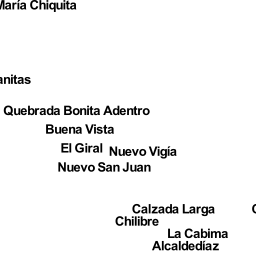 María Chiquita
anitas
Quebrada Bonita Adentro
Buena Vista
El Giral
Nuevo Vigía
Nuevo San Juan
Calzada Larga
Chilibre
La Cabima
Alcaldedíaz